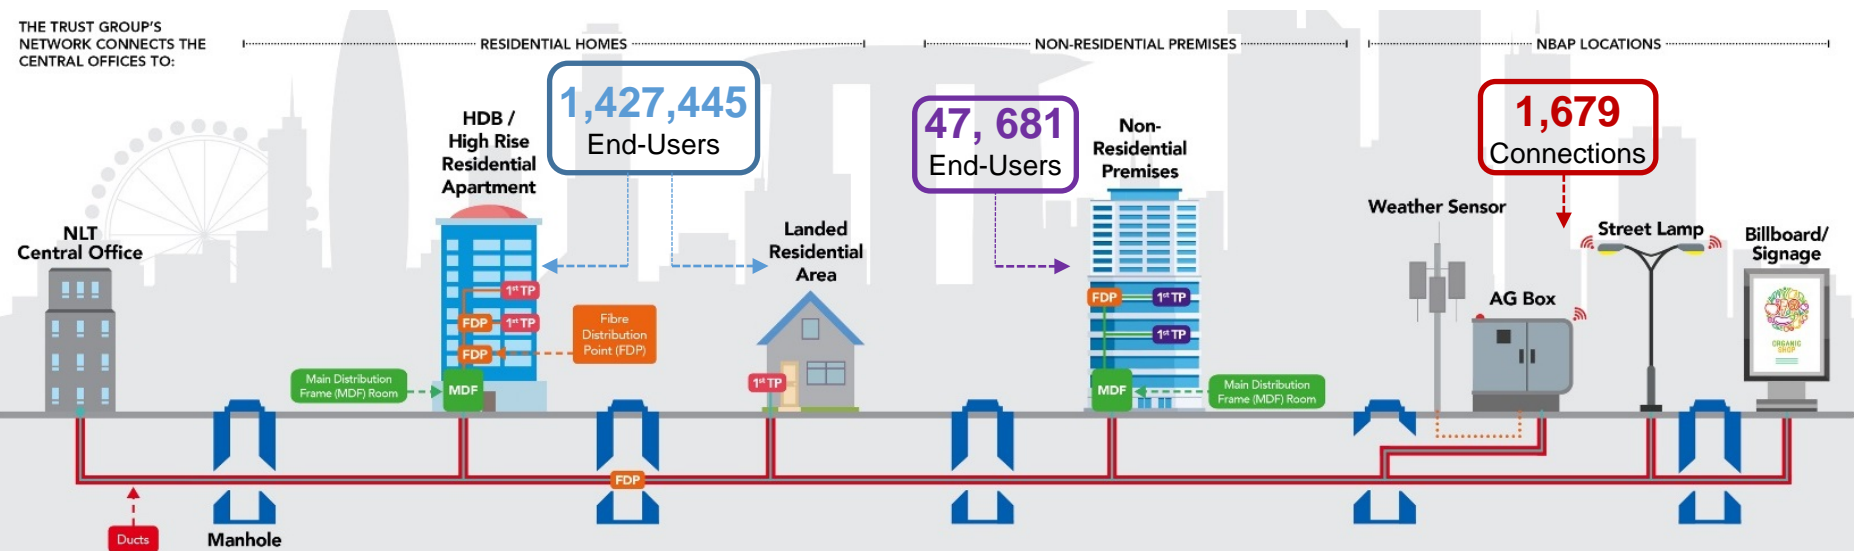 THE TRUST GROUP'S
NETWORK CONNECTS THE
CENTRAL OFFICES TO:
RESIDENTIAL HOMES
NON-RESIDENTIAL PREMISES
NBAP LOCATIONS
1,427,445
End-Users
47, 681
End-Users
1,679
Connections
NLT
Central Office
HDB /
High Rise
Residential
Apartment
Landed
Residential
Area
Non-
Residential
Premises
Weather Sensor
AG Box
Street Lamp
Billboard/
Signage
1st TP
FDP
1st TP
FDP
Fibre
Distribution
Point (FDP)
Main Distribution
Frame (MDF) Room
MDF
1st TP
FDP
1st TP
1st TP
MDF
Main Distribution
Frame (MDF) Room
ORGANIC
SHOP
FDP
Ducts
Manhole